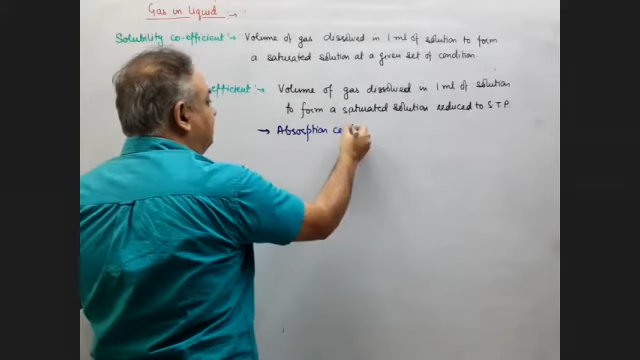 Gas in liquid :-
Solubility co-efficient :- Volume of gas dissolved in 1 ml of solution to form
a saturated solution at a given set of condition.
efficient :- Volume of gas dissolved in 1 ml of solution
to form a saturated solution reduced to S.T.P.
→ Absorption co